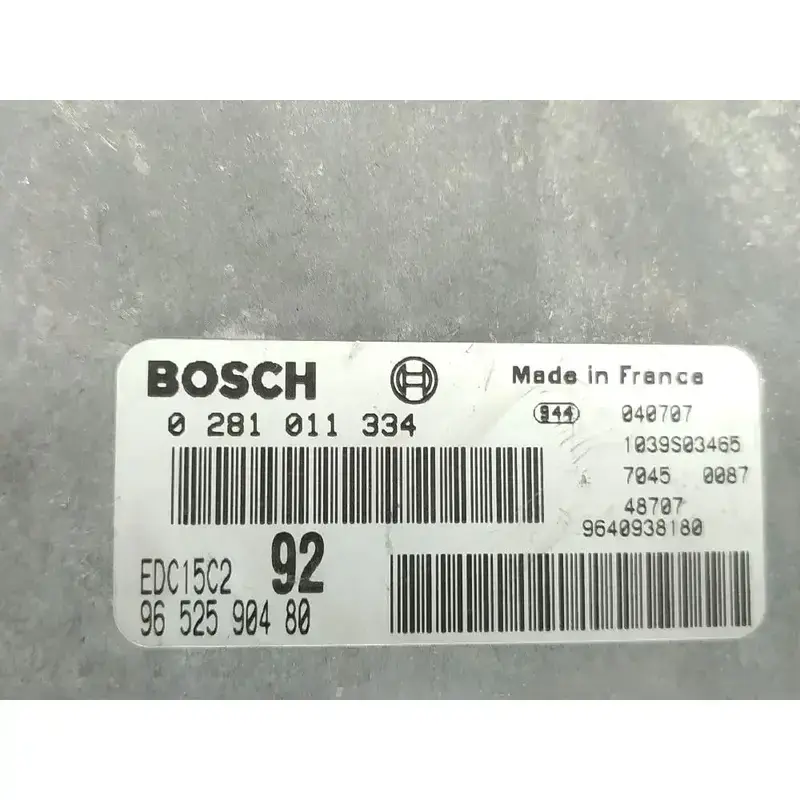 BOSCH
Made in France
0 281 011 334
944 040707
1039S03465
7045 0087
48707
9640938180
EDC15C2 92
96 525 904 80